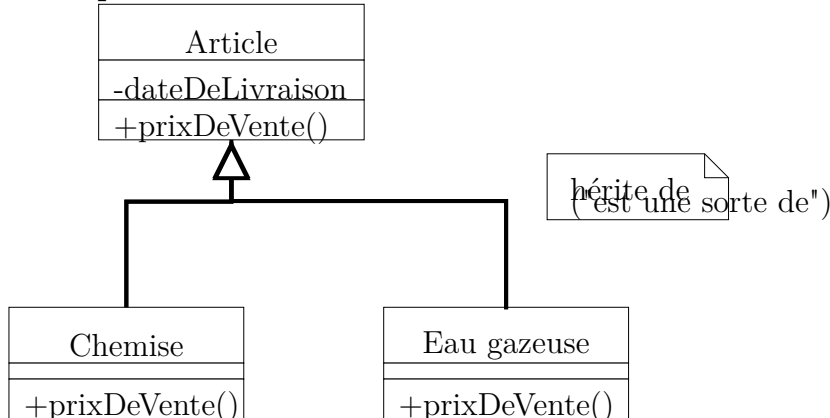 Article
-dateDeLivraison
+prixDeVente()
hérite de
("est une sorte de")
Chemise
+prixDeVente()
Eau gazeuse
+prixDeVente()